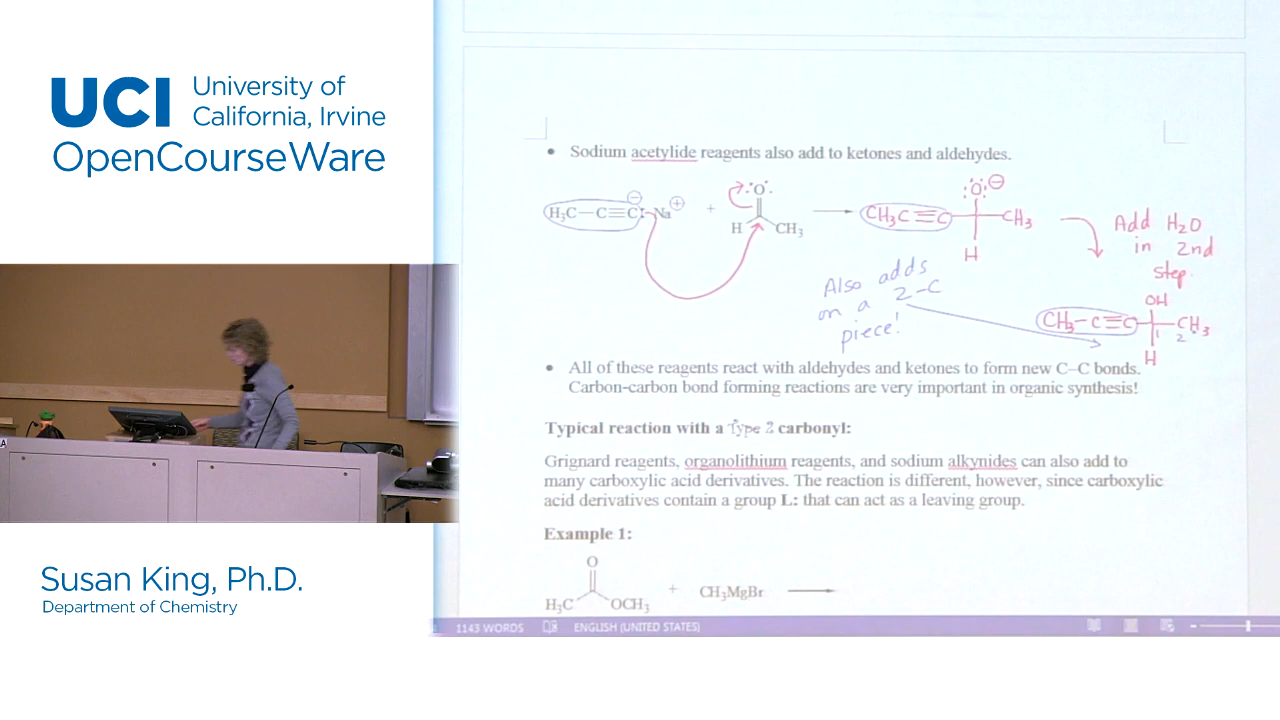 UCI University of
California, Irvine
OpenCourseWare
• Sodium acetylide reagents also add to ketones and aldehydes.
H₃C—C≡C:⊖ Na⊕ + :O: H CH₃ → CH₃C≡C :O:⊖ CH₃ H
Add H₂O
in 2nd
step.
Also adds
on a 2-C
piece!
OH
CH₃-C≡C 1 CH₃ 2
H
• All of these reagents react with aldehydes and ketones to form new C–C bonds.
Carbon-carbon bond forming reactions are very important in organic synthesis!
Typical reaction with a Type 2 carbonyl:
Grignard reagents, organolithium reagents, and sodium alkynides can also add to
many carboxylic acid derivatives. The reaction is different, however, since carboxylic
acid derivatives contain a group L: that can act as a leaving group.
Example 1:
O
H₃C OCH₃ + CH₃MgBr
1143 WORDS ENGLISH (UNITED STATES)
A
Susan King, Ph.D.
Department of Chemistry